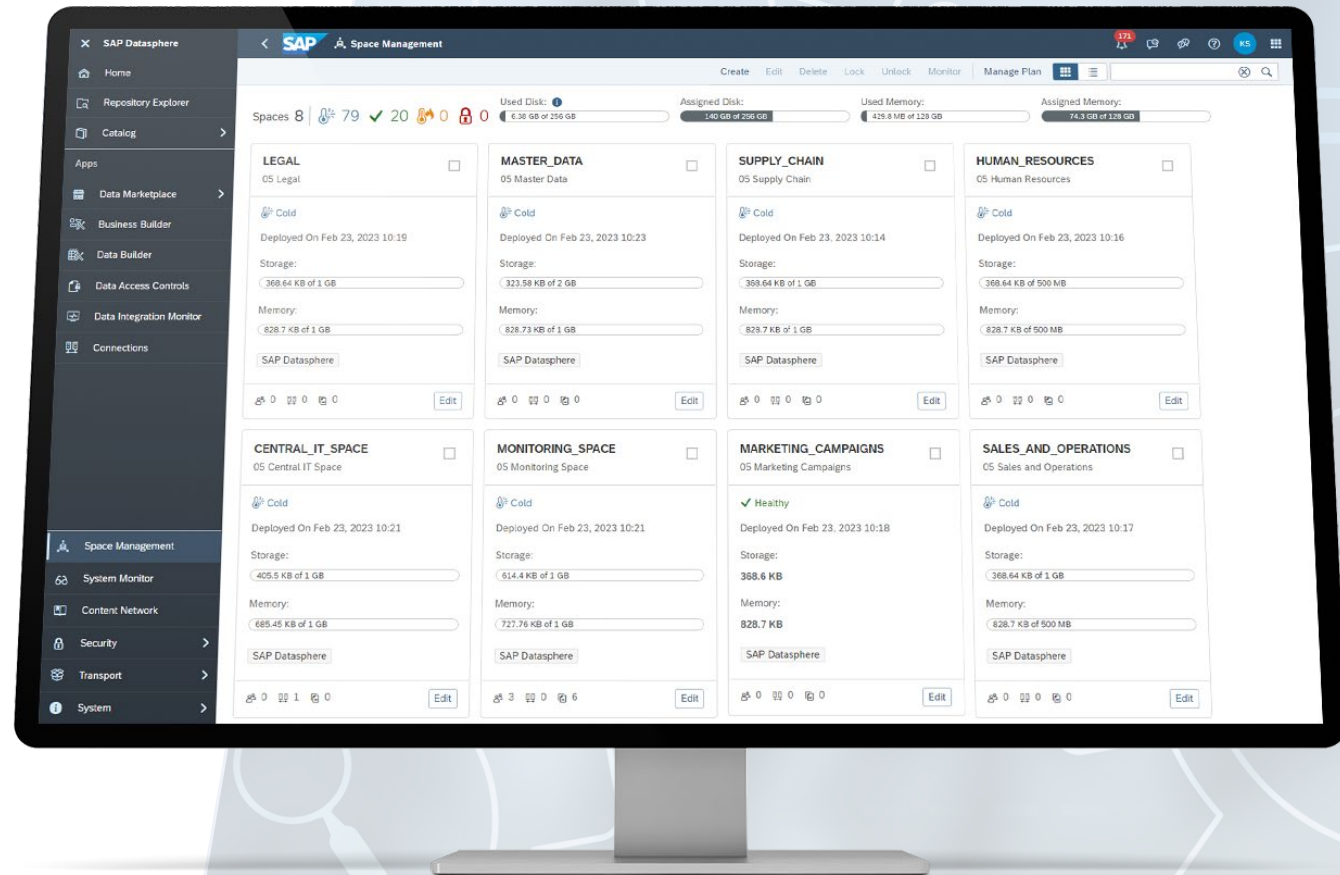 SAP Datasphere
Home
Repository Explorer
Catalog
Apps
Data Marketplace
Business Builder
Data Builder
Data Access Controls
Data Integration Monitor
Connections
Space Management
System Monitor
Content Network
Security
Transport
System
SAP Space Management
171
KS
Create Edit Delete Lock Unlock Monitor Manage Plan
Spaces 8 79 20 0 0
Used Disk:
6.38 GB of 256 GB
Assigned Disk:
140 GB of 256 GB
Used Memory:
429.8 MB of 128 GB
Assigned Memory:
74.3 GB of 128 GB
LEGAL
05 Legal
Cold
Deployed On Feb 23, 2023 10:19
Storage:
368.64 KB of 1 GB
Memory:
828.7 KB of 1 GB
SAP Datasphere
0 0 0 Edit
MASTER_DATA
05 Master Data
Cold
Deployed On Feb 23, 2023 10:23
Storage:
323.58 KB of 2 GB
Memory:
828.73 KB of 1 GB
SAP Datasphere
0 0 0 Edit
SUPPLY_CHAIN
05 Supply Chain
Cold
Deployed On Feb 23, 2023 10:14
Storage:
368.64 KB of 1 GB
Memory:
828.7 KB of 1 GB
SAP Datasphere
0 0 0 Edit
HUMAN_RESOURCES
05 Human Resources
Cold
Deployed On Feb 23, 2023 10:16
Storage:
368.64 KB of 500 MB
Memory:
828.7 KB of 500 MB
SAP Datasphere
0 0 0 Edit
CENTRAL_IT_SPACE
05 Central IT Space
Cold
Deployed On Feb 23, 2023 10:21
Storage:
405.5 KB of 1 GB
Memory:
685.45 KB of 1 GB
SAP Datasphere
0 1 0 Edit
MONITORING_SPACE
05 Monitoring Space
Cold
Deployed On Feb 23, 2023 10:21
Storage:
614.4 KB of 1 GB
Memory:
727.76 KB of 1 GB
SAP Datasphere
3 0 6 Edit
MARKETING_CAMPAIGNS
05 Marketing Campaigns
Healthy
Deployed On Feb 23, 2023 10:18
Storage:
368.6 KB
Memory:
828.7 KB
SAP Datasphere
0 0 0 Edit
SALES_AND_OPERATIONS
05 Sales and Operations
Cold
Deployed On Feb 23, 2023 10:17
Storage:
368.64 KB of 1 GB
Memory:
828.7 KB of 500 MB
SAP Datasphere
0 0 0 Edit